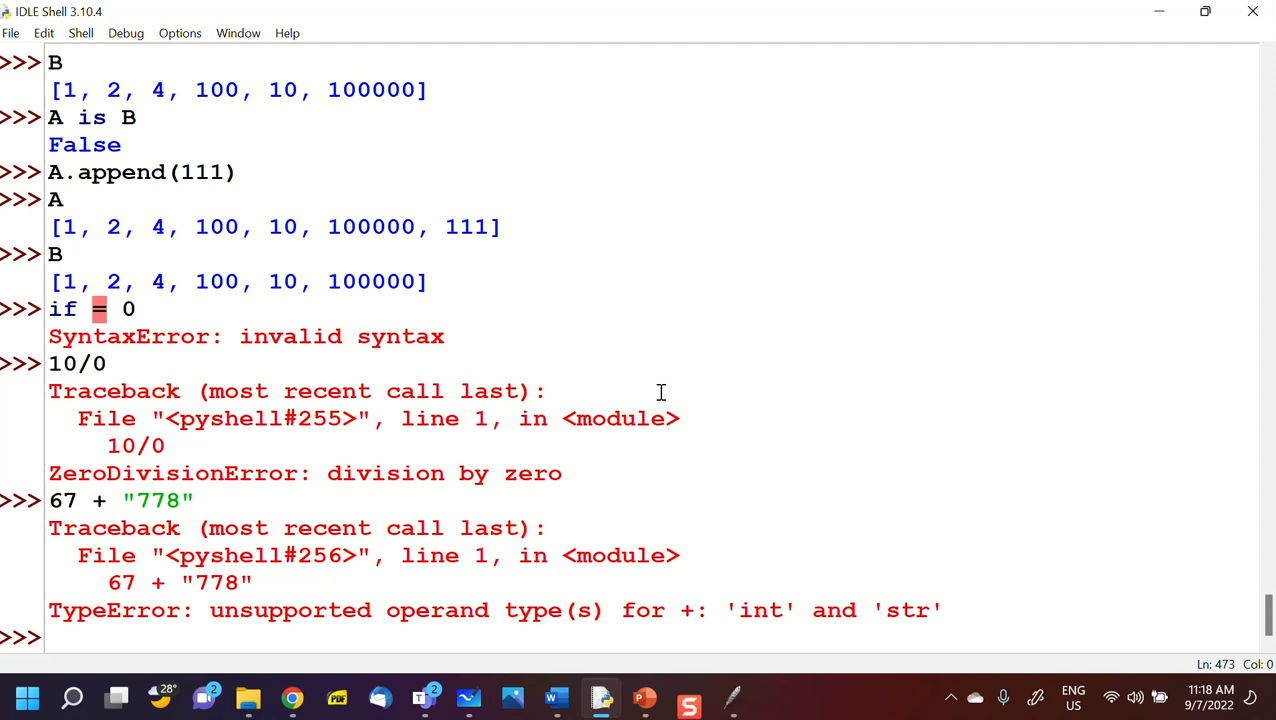 IDLE Shell 3.10.4
File Edit Shell Debug Options Window Help
>>> B
[1, 2, 4, 100, 10, 100000]
>>> A is B
False
>>> A.append(111)
>>> A
[1, 2, 4, 100, 10, 100000, 111]
>>> B
[1, 2, 4, 100, 10, 100000]
>>> if = 0
SyntaxError: invalid syntax
>>> 10/0
Traceback (most recent call last):
  File "<pyshell#255>", line 1, in <module>
    10/0
ZeroDivisionError: division by zero
>>> 67 + "778"
Traceback (most recent call last):
  File "<pyshell#256>", line 1, in <module>
    67 + "778"
TypeError: unsupported operand type(s) for +: 'int' and 'str'
>>>
Ln: 473 Col: 0
28° 2 PDF 2 S ENG 11:18 AM
US 9/7/2022